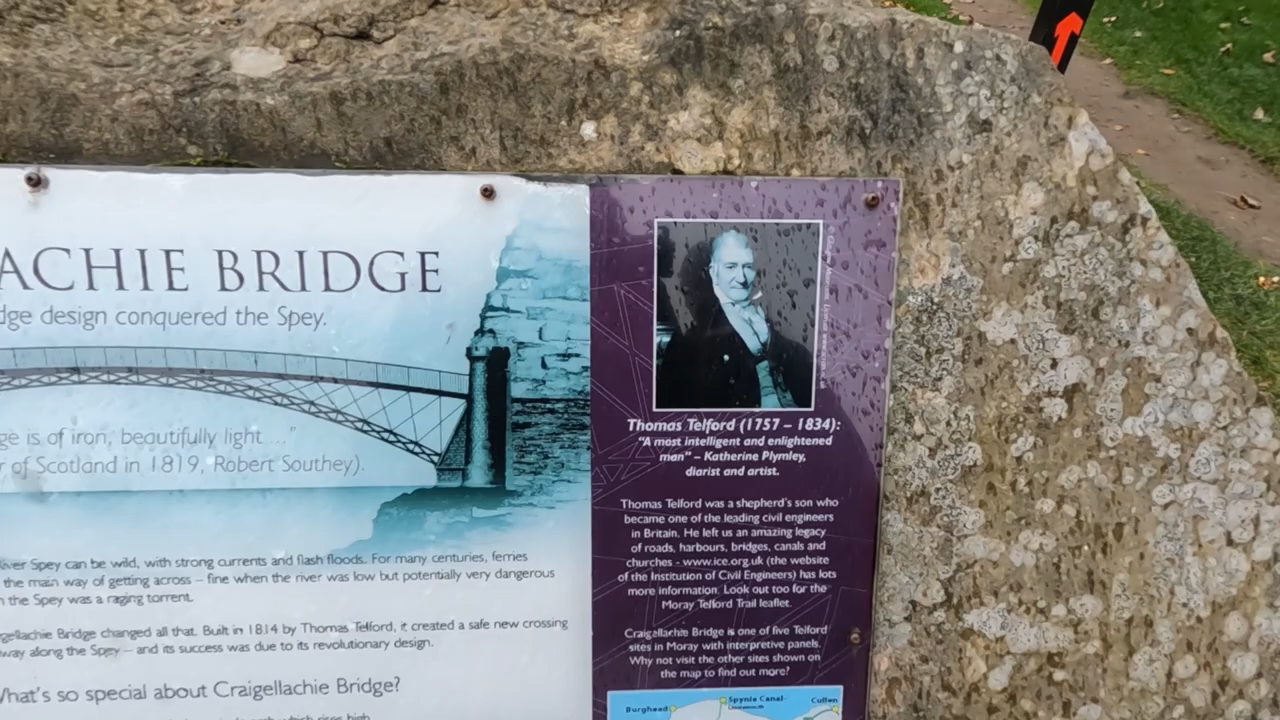 ACHIE BRIDGE
dge design conquered the Spey.
ge is of iron, beautifully light ..."
r of Scotland in 1819, Robert Southey).
River Spey can be wild, with strong currents and flash floods. For many centuries, ferries
the main way of getting across – fine when the river was low but potentially very dangerous
n the Spey was a raging torrent.
gellachie Bridge changed all that. Built in 1814 by Thomas Telford, it created a safe new crossing
way along the Spey – and its success was due to its revolutionary design.
What's so special about Craigellachie Bridge?
which rises high
Thomas Telford (1757 – 1834):
"A most intelligent and enlightened
man" – Katherine Plymley,
diarist and artist.
Thomas Telford was a shepherd's son who
became one of the leading civil engineers
in Britain. He left us an amazing legacy
of roads, harbours, bridges, canals and
churches - www.ice.org.uk (the website
of the Institution of Civil Engineers) has lots
more information. Look out too for the
Moray Telford Trail leaflet.
Craigellachie Bridge is one of five Telford
sites in Moray with interpretive panels.
Why not visit the other sites shown on
the map to find out more?
Burghead
Spynie Canal
Cullen